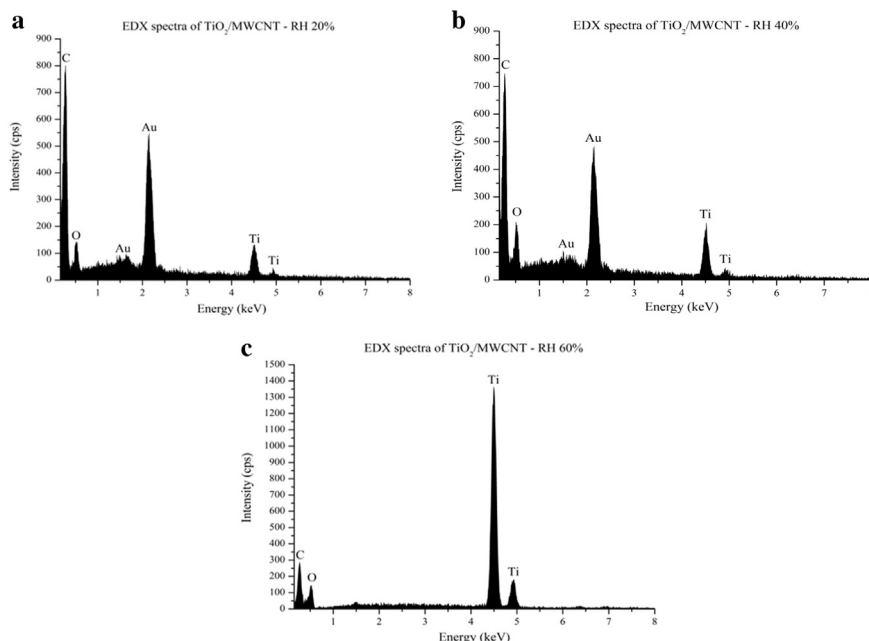 a
EDX spectra of TiO₂/MWCNT - RH 20%
900
800
700
600
500
400
300
200
100
0
Intensity (cps)
C
O
Au
Au
Ti
Ti
1 2 3 4 5 6 7 8
Energy (keV)
b
EDX spectra of TiO₂/MWCNT - RH 40%
900
800
700
600
500
400
300
200
100
0
Intensity (cps)
C
O
Au
Au
Ti
Ti
1 2 3 4 5 6 7
Energy (keV)
c
EDX spectra of TiO₂/MWCNT - RH 60%
1500
1400
1300
1200
1100
1000
900
800
700
600
500
400
300
200
100
0
Intensity (cps)
C
O
Ti
Ti
1 2 3 4 5 6 7 8
Energy (keV)